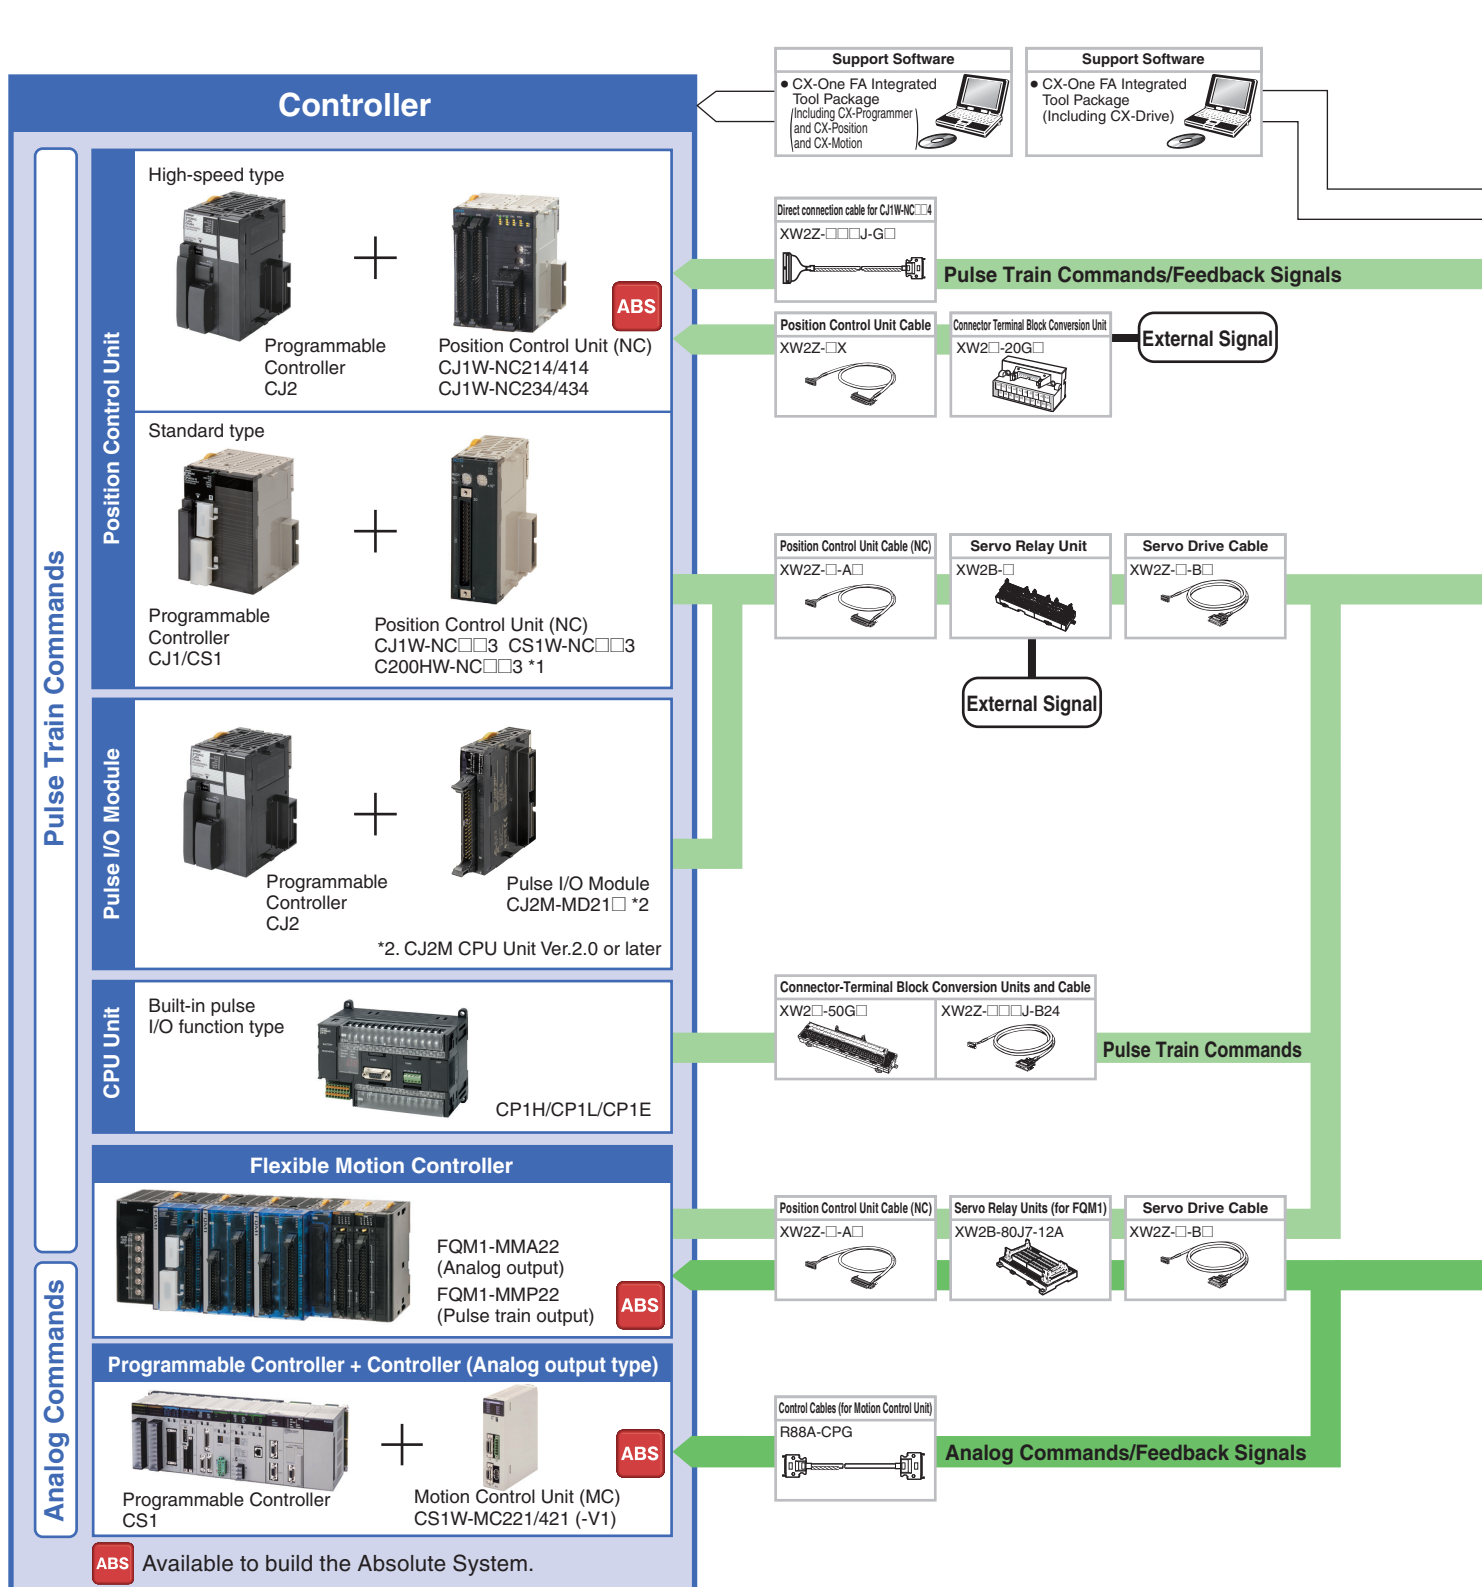 Support Software
● CX-One FA Integrated
Tool Package
(Including CX-Programmer
and CX-Position
and CX-Motion)
Support Software
● CX-One FA Integrated
Tool Package
(Including CX-Drive)
Controller
Pulse Train Commands
Position Control Unit
High-speed type
+
ABS
Programmable
Controller
CJ2
Position Control Unit (NC)
CJ1W-NC214/414
CJ1W-NC234/434
Direct connection cable for CJ1W-NC□□4
XW2Z-□□□J-G□
Pulse Train Commands/Feedback Signals
Position Control Unit Cable
XW2Z-□X
Connector Terminal Block Conversion Unit
XW2□-20G□
External Signal
Standard type
+
Programmable
Controller
CJ1/CS1
Position Control Unit (NC)
CJ1W-NC□□3 CS1W-NC□□3
C200HW-NC□□3 *1
Position Control Unit Cable (NC)
XW2Z-□-A□
Servo Relay Unit
XW2B-□
Servo Drive Cable
XW2Z-□-B□
External Signal
Pulse I/O Module
+
Programmable
Controller
CJ2
Pulse I/O Module
CJ2M-MD21□ *2
*2. CJ2M CPU Unit Ver.2.0 or later
CPU Unit
Built-in pulse
I/O function type
CP1H/CP1L/CP1E
Connector-Terminal Block Conversion Units and Cable
XW2□-50G□
XW2Z-□□□J-B24
Pulse Train Commands
Flexible Motion Controller
FQM1-MMA22
(Analog output)
FQM1-MMP22
(Pulse train output)
ABS
Position Control Unit Cable (NC)
XW2Z-□-A□
Servo Relay Units (for FQM1)
XW2B-80J7-12A
Servo Drive Cable
XW2Z-□-B□
Analog Commands
Programmable Controller + Controller (Analog output type)
+
ABS
Programmable Controller
CS1
Motion Control Unit (MC)
CS1W-MC221/421 (-V1)
Control Cables (for Motion Control Unit)
R88A-CPG
Analog Commands/Feedback Signals
ABS Available to build the Absolute System.